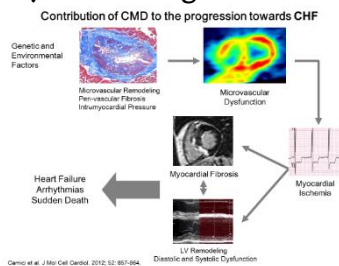 Contribution of CMD to the progression towards CHF
Genetic and
Environmental
Factors
Microvascular Remodeling
Peri-vascular Fibrosis
Intrumyocardial Pressure
Microvascular
Dysfunction
Myocardial Fibrosis
Myocardial
Ischemia
Heart Failure
Arrhythmias
Sudden Death
LV Remodeling
Diastolic and Systolic Dysfunction
Camici et al. J Mol Cell Cardiol. 2012; 52: 857-864.